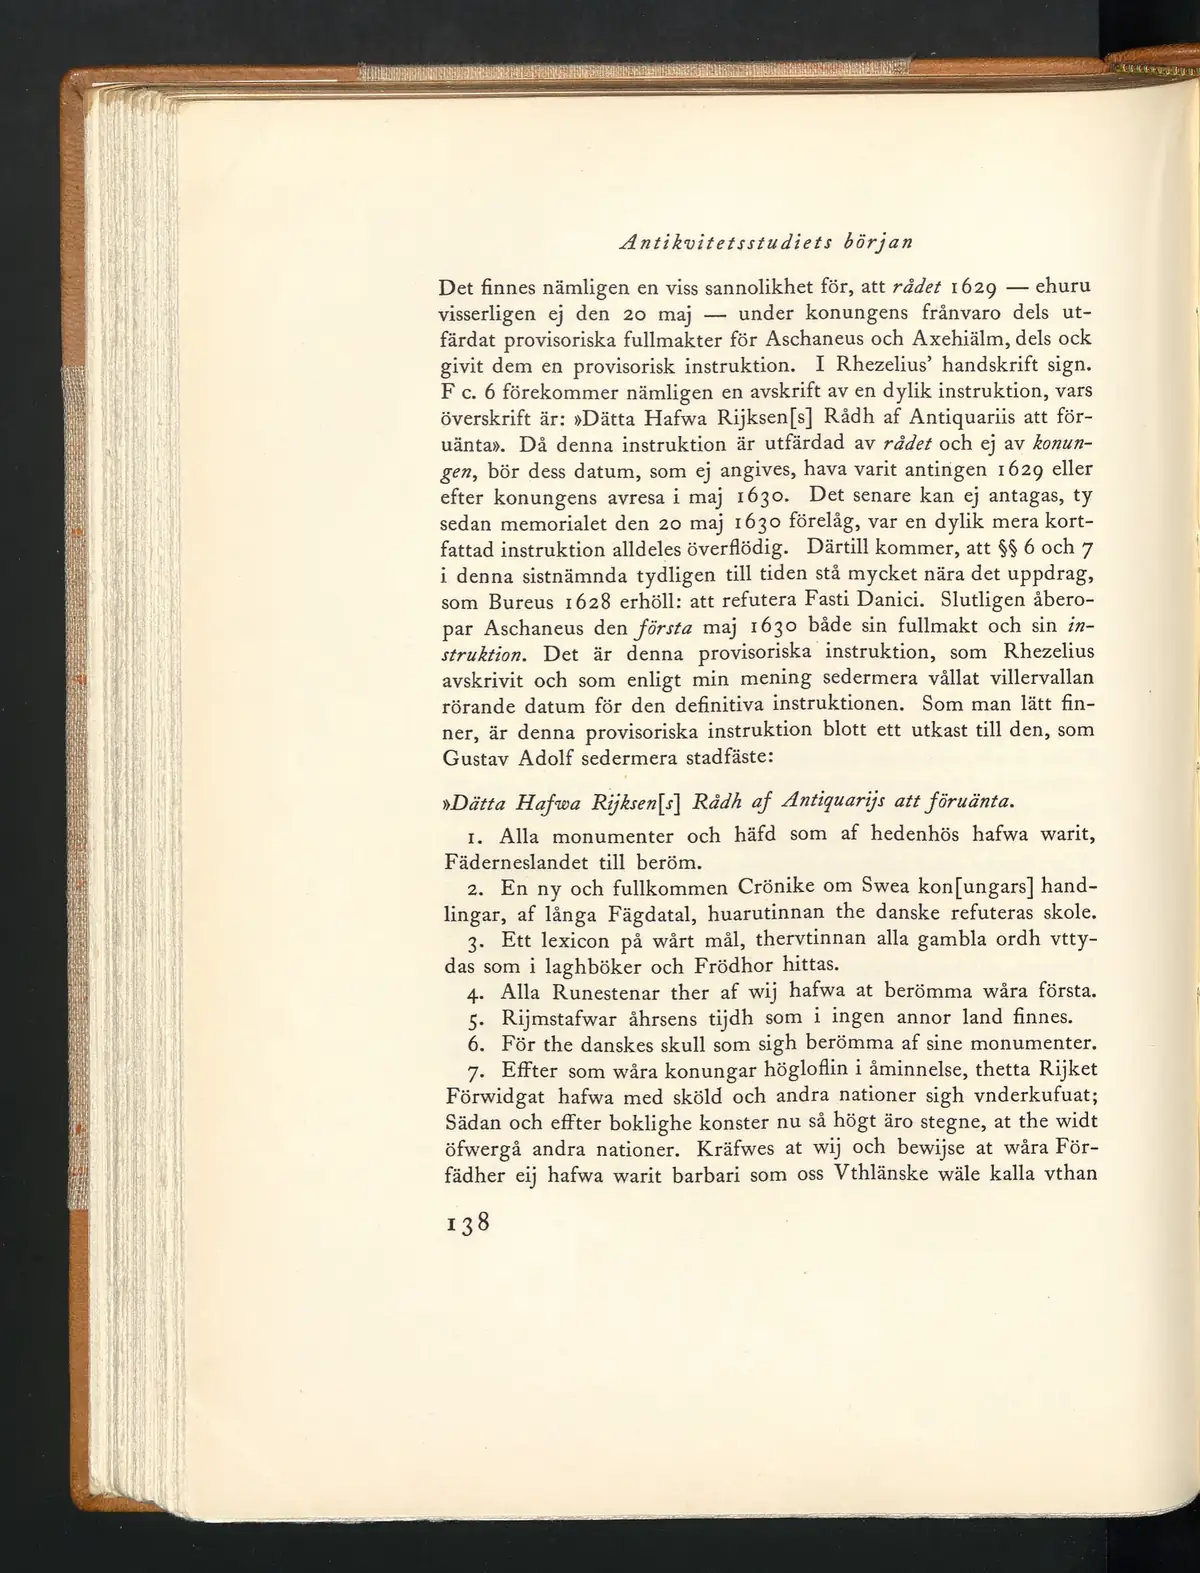 Antikvitetsstudiets början
Det finnes nämligen en viss sannolikhet för, att rådet 1629 — ehuru
visserligen ej den 20 maj — under konungens frånvaro dels ut-
färdat provisoriska fullmakter för Aschaneus och Axehiälm, dels ock
givit dem en provisorisk instruktion. I Rhezelius’ handskrift sign.
F c. 6 förekommer nämligen en avskrift av en dylik instruktion, vars
överskrift är: »Dätta Hafwa Rijksen[s] Rådh af Antiquariis att för-
uänta». Då denna instruktion är utfärdad av rådet och ej av konun-
gen, bör dess datum, som ej angives, hava varit antingen 1629 eller
efter konungens avresa i maj 1630. Det senare kan ej antagas, ty
sedan memorialet den 20 maj 1630 förelåg, var en dylik mera kort-
fattad instruktion alldeles överflödig. Därtill kommer, att §§ 6 och 7
i denna sistnämnda tydligen till tiden stå mycket nära det uppdrag,
som Bureus 1628 erhöll: att refutera Fasti Danici. Slutligen åbero-
par Aschaneus den första maj 1630 både sin fullmakt och sin in-
struktion. Det är denna provisoriska instruktion, som Rhezelius
avskrivit och som enligt min mening sedermera vållat villervallan
rörande datum för den definitiva instruktionen. Som man lätt fin-
ner, är denna provisoriska instruktion blott ett utkast till den, som
Gustav Adolf sedermera stadfäste:
»Dätta Hafwa Rijksen[s] Rådh af Antiquarijs att föruänta.
1. Alla monumenter och häfd som af hedenhös hafwa warit,
Fäderneslandet till beröm.
2. En ny och fullkommen Crönike om Swea kon[ungars] hand-
lingar, af långa Fägdatal, huarutinnan the danske refuteras skole.
3. Ett lexicon på wårt mål, thervtinnan alla gambla ordh vtty-
das som i laghböker och Frödhor hittas.
4. Alla Runestenar ther af wij hafwa at berömma wåra första.
5. Rijmstafwar åhrsens tijdh som i ingen annor land finnes.
6. För the danskes skull som sigh berömma af sine monumenter.
7. Effter som wåra konungar högloflin i åminnelse, thetta Rijket
Förwidgat hafwa med sköld och andra nationer sigh vnderkufuat;
Sädan och effter boklighe konster nu så högt äro stegne, at the widt
öfwergå andra nationer. Kräfwes at wij och bewijse at wåra För-
fädher eij hafwa warit barbari som oss Vthlänske wäle kalla vthan
138